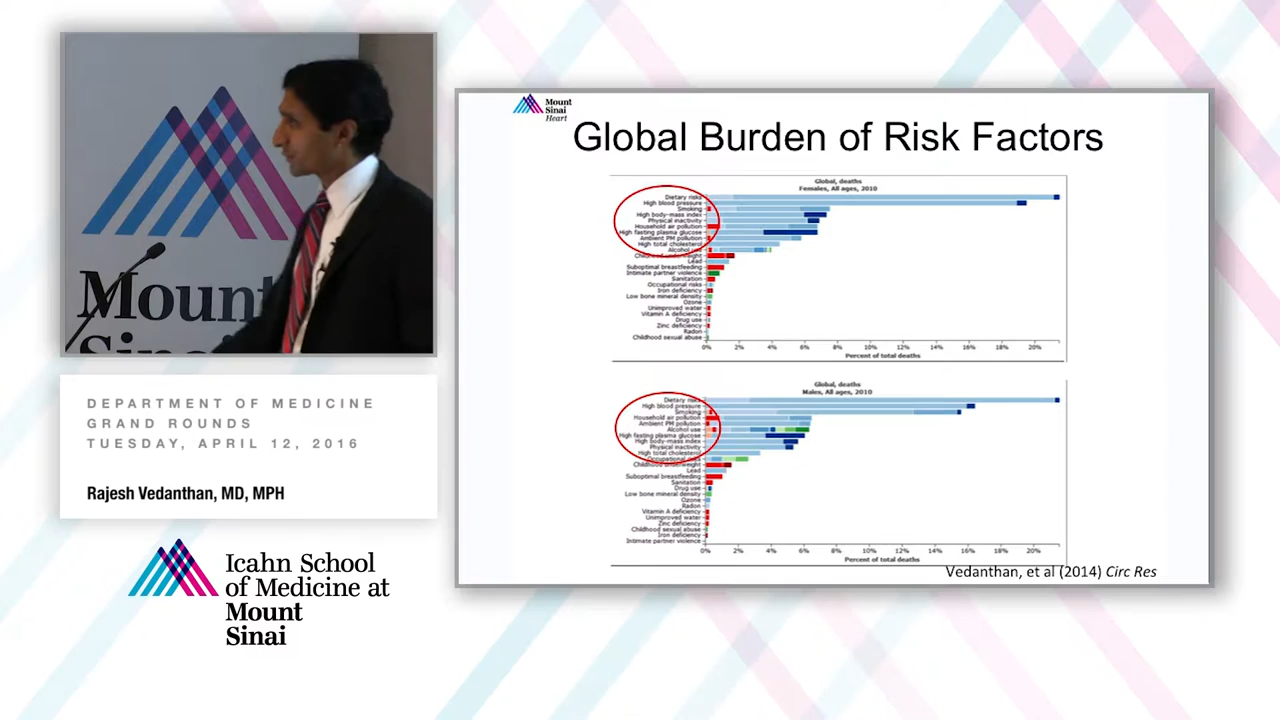 Mount
Sinai
DEPARTMENT OF MEDICINE
GRAND ROUNDS
TUESDAY, APRIL 12, 2016
Rajesh Vedanthan, MD, MPH
Icahn School
of Medicine at
Mount
Sinai
Mount
Sinai
Heart
Global Burden of Risk Factors
Global, deaths
Females, All ages, 2010
Dietary risks
High blood pressure
Smoking
High body-mass index
Physical inactivity
Household air pollution
High fasting plasma glucose
Ambient PM pollution
High total cholesterol
Alcohol use
Childhood underweight
Lead
Suboptimal breastfeeding
Intimate partner violence
Sanitation
Occupational risks
Iron deficiency
Low bone mineral density
Ozone
Unimproved water
Vitamin A deficiency
Drug use
Zinc deficiency
Radon
Childhood sexual abuse
0% 2% 4% 6% 8% 10% 12% 14% 16% 18% 20%
Percent of total deaths
Global, deaths
Males, All ages, 2010
Dietary risks
High blood pressure
Smoking
Household air pollution
Ambient PM pollution
Alcohol use
High fasting plasma glucose
High body-mass index
Physical inactivity
High total cholesterol
Occupational risks
Childhood underweight
Lead
Suboptimal breastfeeding
Sanitation
Drug use
Low bone mineral density
Ozone
Radon
Vitamin A deficiency
Unimproved water
Zinc deficiency
Childhood sexual abuse
Iron deficiency
Intimate partner violence
0% 2% 4% 6% 8% 10% 12% 14% 16% 18% 20%
Percent of total deaths
Vedanthan, et al (2014) Circ Res